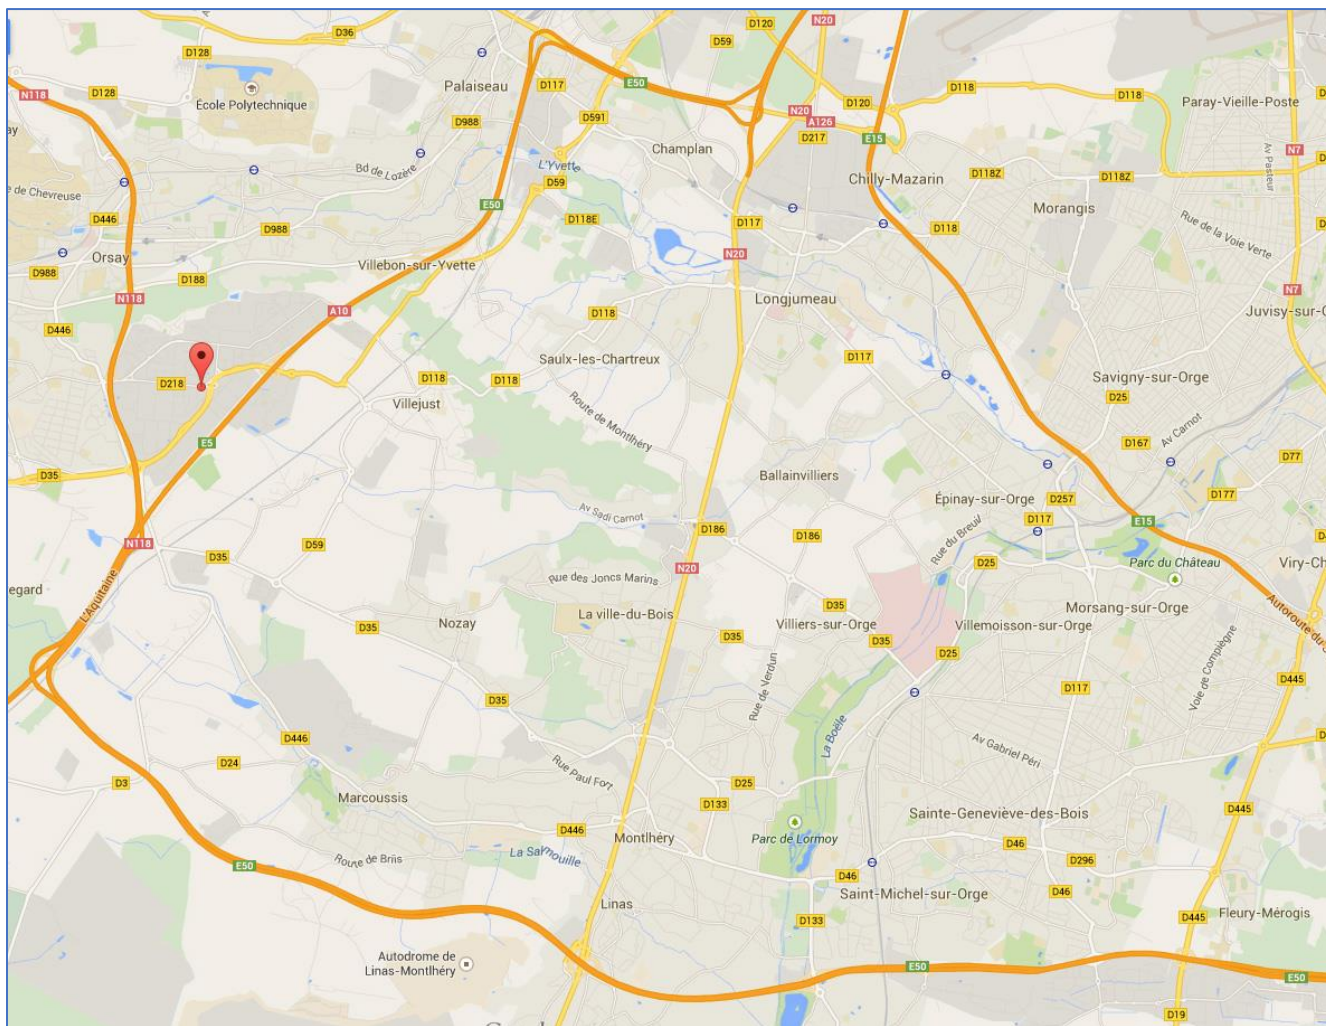 D120
N20
D36
D128
D59
Palaiseau
E50
D117
École Polytechnique
N118
D128
D118
D118
Paray-Vieille-Poste
N20
D120
A126
D591
D988
D217
E15
Champlan
N7
Av Pasteur
L'Yvette
Bd de Lozère
D59
Chilly-Mazarin
D118Z
D118Z
e de Chevreuse
E50
D446
D118E
D117
D118
Morangis
Rue de la Voie Verte
D988
Orsay
D988
Villebon-sur-Yvette
N20
D188
N118
A10
Longjumeau
N7
Juvisy-sur-O
D446
D118
Saulx-les-Chartreux
D117
D218
D118
D118
Savigny-sur-Orge
Villejust
D25
Route de Montlhéry
E5
Av Carnot
D167
D77
D35
Ballainvilliers
Épinay-sur-Orge
D257
D177
Av Sadi Carnot
D117
E15
D186
D186
Rue du Breuil
N118
D59
D35
Parc du Château
Viry-Ch
egard
L'Aquitaine
Rue des Joncs Marins
N20
D25
La ville-du-Bois
D35
Villiers-sur-Orge
Morsang-sur-Orge
Autoroute du S
Nozay
D35
D35
D35
Villemoisson-sur-Orge
D25
Voie de Compiègne
Rue de Verdun
D117
D445
D35
La Boële
D446
Av Gabriel Péri
D24
D3
Rue Paul Fort
D25
Marcoussis
D133
Sainte-Geneviève-des-Bois
D445
D446
Montlhéry
Parc de Lormoy
D46
La Salmouille
Route de Briis
D296
E50
D46
D46
Saint-Michel-sur-Orge
Linas
D133
D445
Fleury-Mérogis
Autodrome de
Linas-Montlhéry
E50
E50
D19